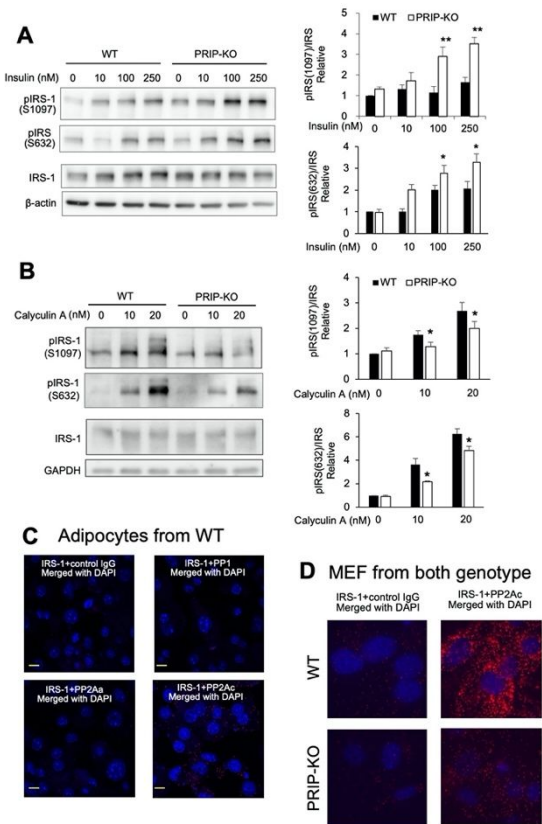 A
WT PRIP-KO
Insulin (nM) 0 10 100 250 0 10 100 250
pIRS-1
(S1097)
pIRS
(S632)
IRS-1
β-actin
WT PRIP-KO
pIRS(1097)/IRS
Relative
5
4
3
2
1
0
** **
Insulin (nM)
0 10 100 250
pIRS(632)/IRS
Relative
4
3
2
1
0
* *
0 10 100 250
Insulin (nM)
B
WT PRIP-KO
Calyculin A (nM) 0 10 20 0 10 20
pIRS-1
(S1097)
pIRS-1
(S632)
IRS-1
GAPDH
WT PRIP-KO
pIRS(1097)/IRS
Relative
4
3
2
1
0
* *
Calyculin A (nM) 0 10 20
pIRS(632)/IRS
Relative
8
6
4
2
0
* *
Calyculin A (nM) 0 10 20
C Adipocytes from WT
IRS-1+control IgG
Merged with DAPI
IRS-1+PP1
Merged with DAPI
IRS-1+PP2Aa
Merged with DAPI
IRS-1+PP2Ac
Merged with DAPI
D MEF from both genotype
IRS-1+control IgG
Merged with DAPI
IRS-1+PP2Ac
Merged with DAPI
WT
PRIP-KO